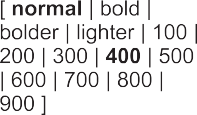 [ normal | bold |
bolder | lighter | 100 |
200 | 300 | 400 | 500
| 600 | 700 | 800 |
900 ]